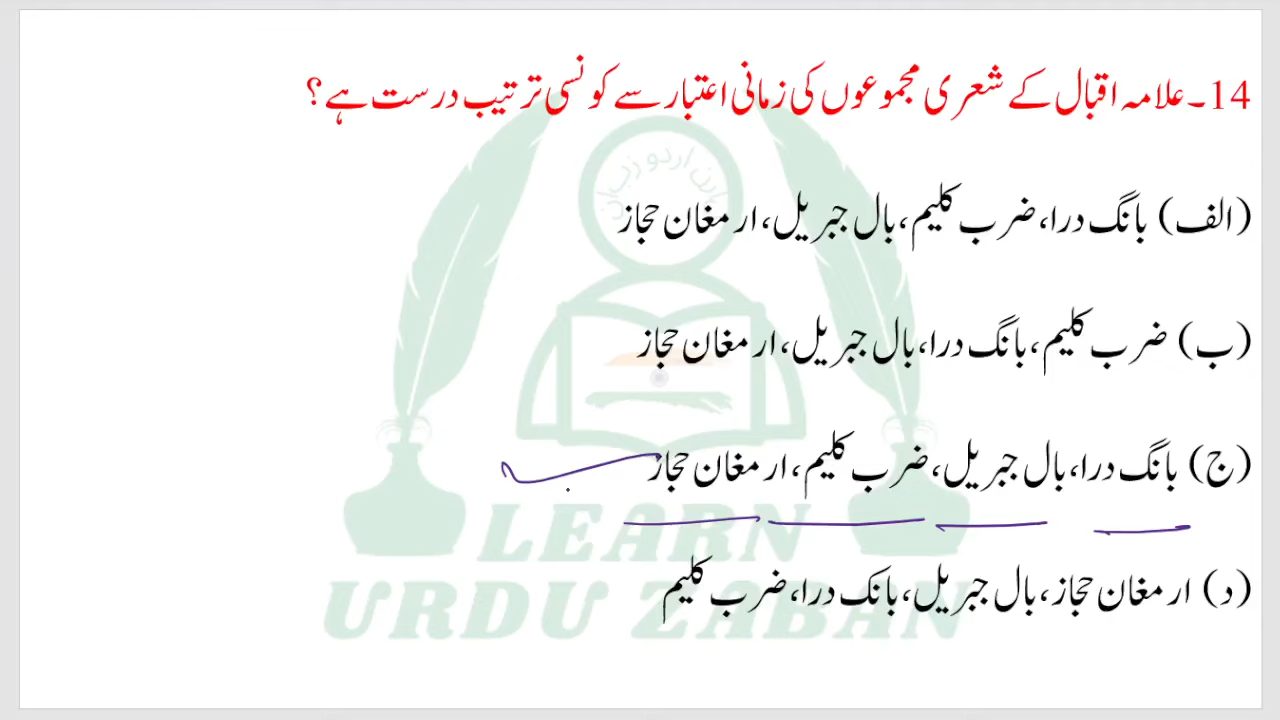 14۔علامہ اقبال کے شعری مجموعوں کی زمانی اعتبار سے کونسی ترتیب درست ہے؟
(الف) بانگ درا، ضرب کلیم، بال جبریل، ارمغان حجاز
(ب) ضرب کلیم، بانگ درا، بال جبریل، ارمغان حجاز
(ج) بانگ درا، بال جبریل، ضرب کلیم، ارمغان حجاز
(د) ارمغان حجاز، بال جبریل، بانک درا، ضرب کلیم
LEARN
URDU ZABAN